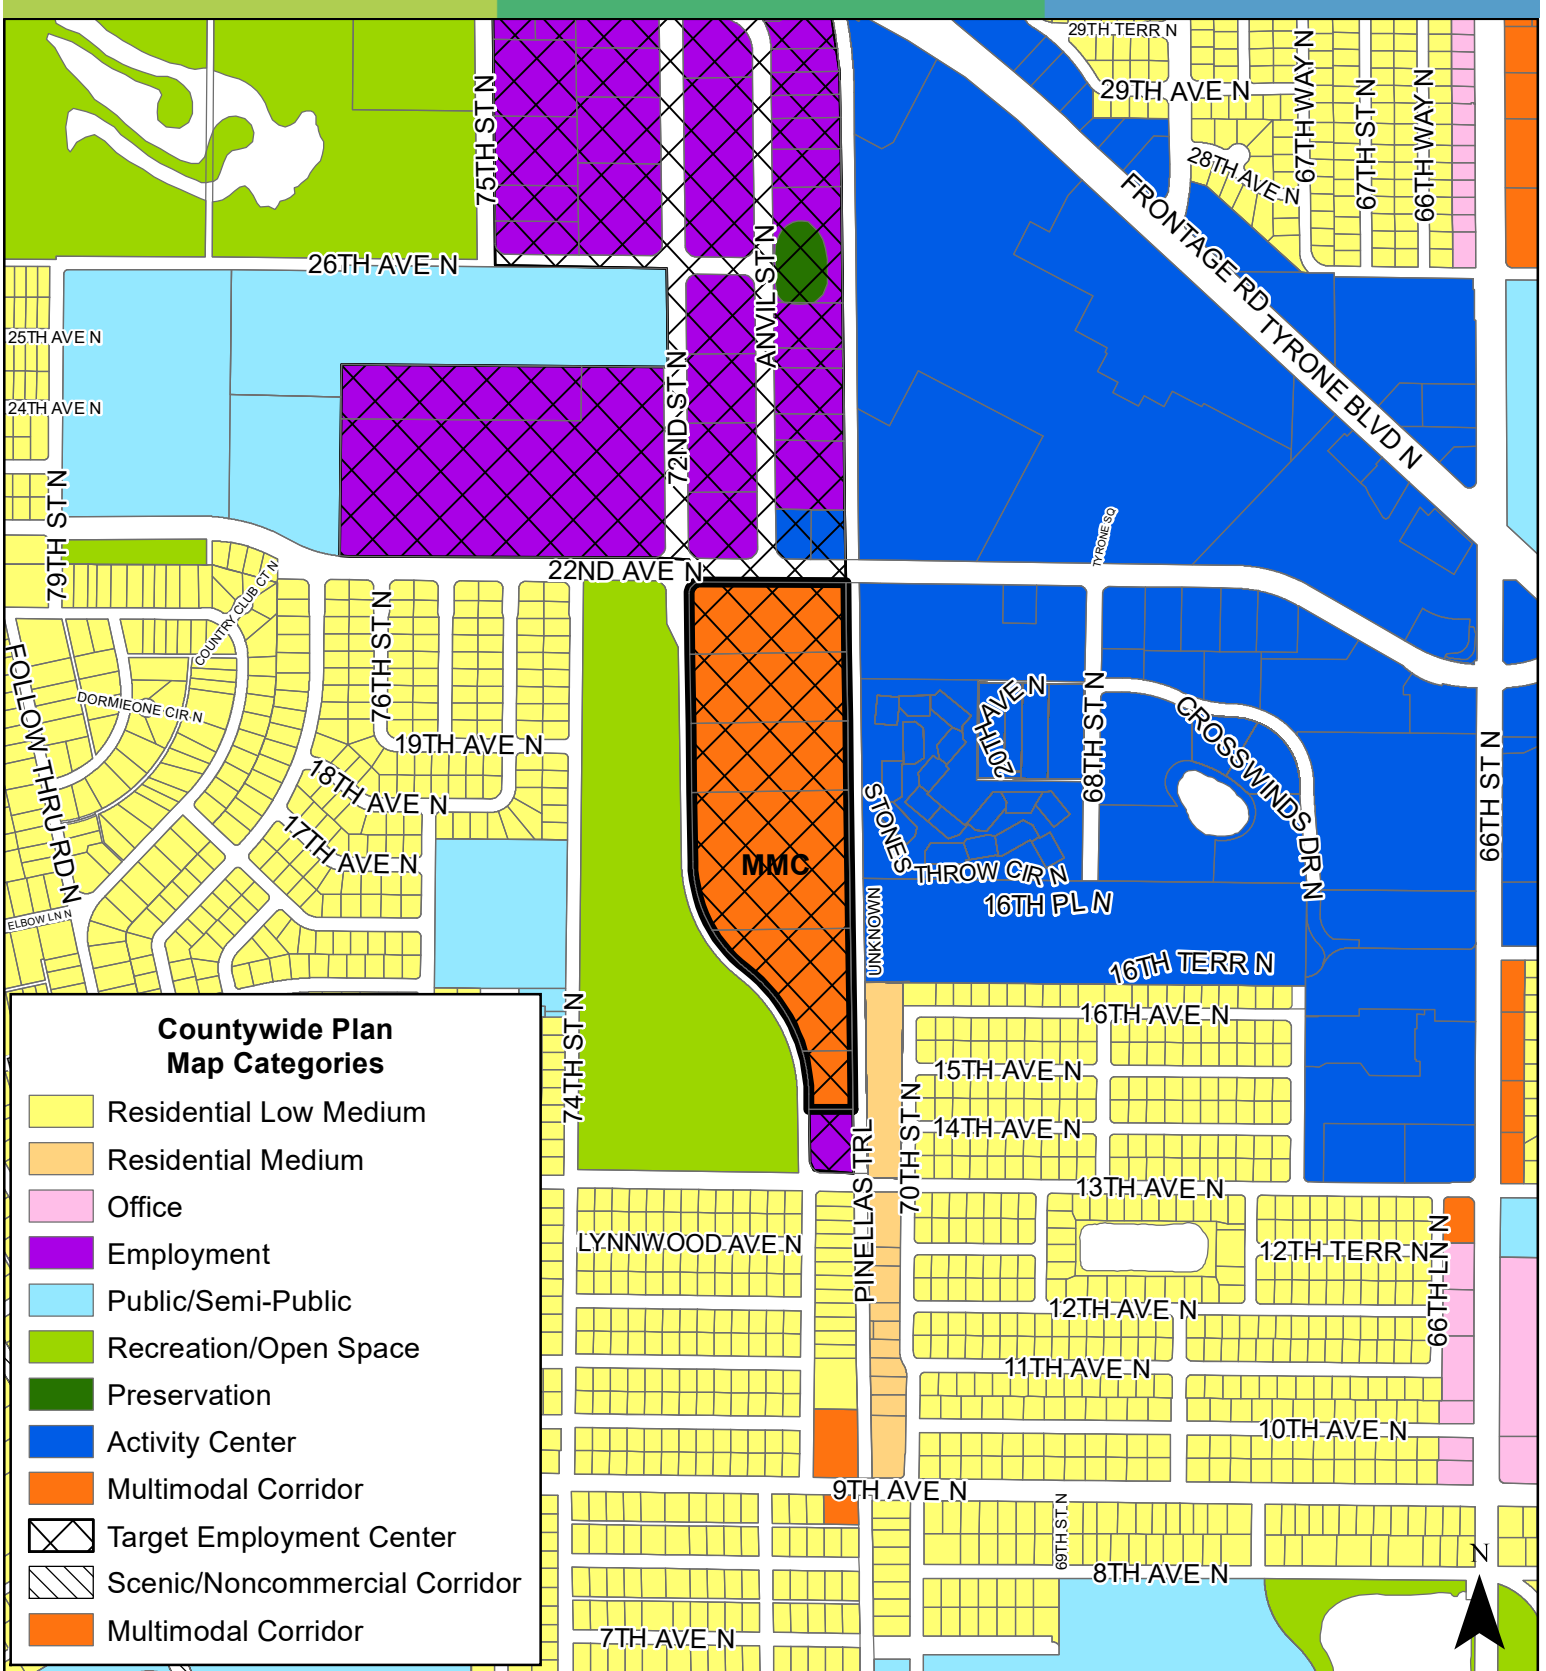 29TH TERR N
29TH AVE N
67TH WAY N
67TH ST N
66TH WAY N
28TH AVE N
75TH ST N
FRONTAGE RD
TYRONE BLVD N
26TH AVE N
ANVIL ST N
72ND ST N
25TH AVE N
24TH AVE N
79TH ST N
TYRONE SQ
22ND AVE N
COUNTRY CLUB CT N
76TH ST N
FOLLOW THRU RD N
DORMIEONE CIR N
19TH AVE N
18TH AVE N
17TH AVE N
ELBOW LN N
MMC
20TH AVE N
68TH ST N
CROSSWINDS DR N
66TH ST N
STONES THROW CIR N
16TH PL N
UNKNOWN
16TH TERR N
16TH AVE N
15TH AVE N
14TH AVE N
70TH ST N
74TH ST N
PINELLAS TRL
13TH AVE N
LYNNWOOD AVE N
12TH TERR N
66TH LN N
12TH AVE N
11TH AVE N
10TH AVE N
9TH AVE N
69TH ST N
8TH AVE N
7TH AVE N
N
Countywide Plan
Map Categories
Residential Low Medium
Residential Medium
Office
Employment
Public/Semi-Public
Recreation/Open Space
Preservation
Activity Center
Multimodal Corridor
Target Employment Center
Scenic/Noncommercial Corridor
Multimodal Corridor